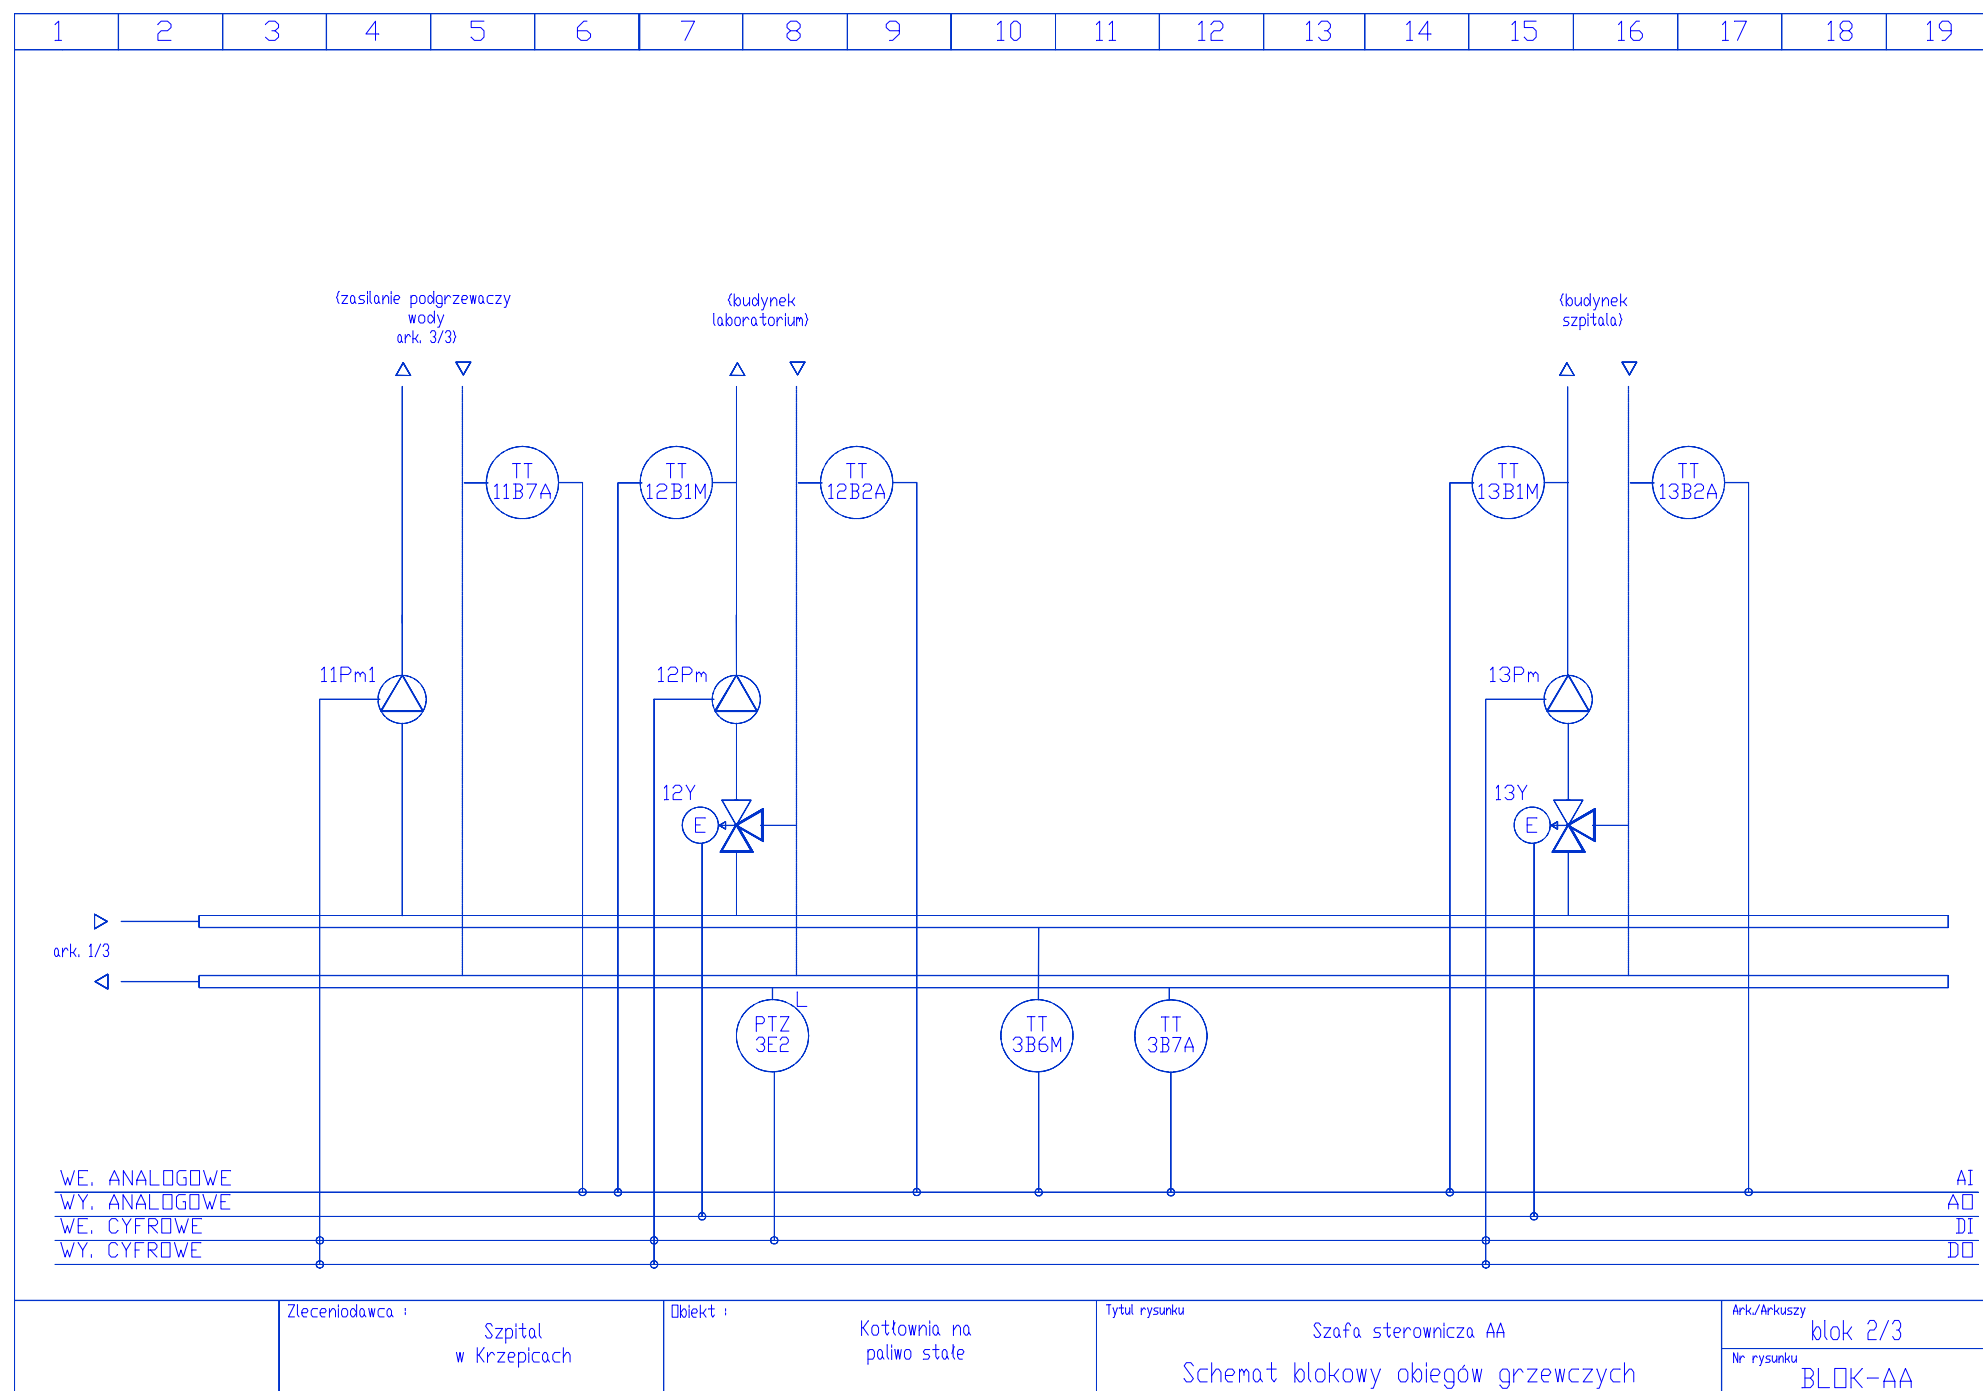 1 2 3 4 5 6 7 8 9 10 11 12 13 14 15 16 17 18 19
(zasilanie podgrzewaczy
wody
ark. 3/3)
(budynek
laboratorium)
(budynek
szpitala)
TT
11B7A
TT
12B1M
TT
12B2A
TT
13B1M
TT
13B2A
11Pm1
12Pm
13Pm
12Y
E
13Y
E
ark. 1/3
L
PTZ
3E2
TT
3B6M
TT
3B7A
WE. ANALOGOWE AI
WY. ANALOGOWE AO
WE. CYFROWE DI
WY. CYFROWE DO
Zleceniodawca :
Szpital
w Krzepicach
Obiekt :
Kotłownia na
paliwo stałe
Tytul rysunku
Szafa sterownicza AA
Schemat blokowy obiegów grzewczych
Ark./Arkuszy
blok 2/3
Nr rysunku
BLOK-AA